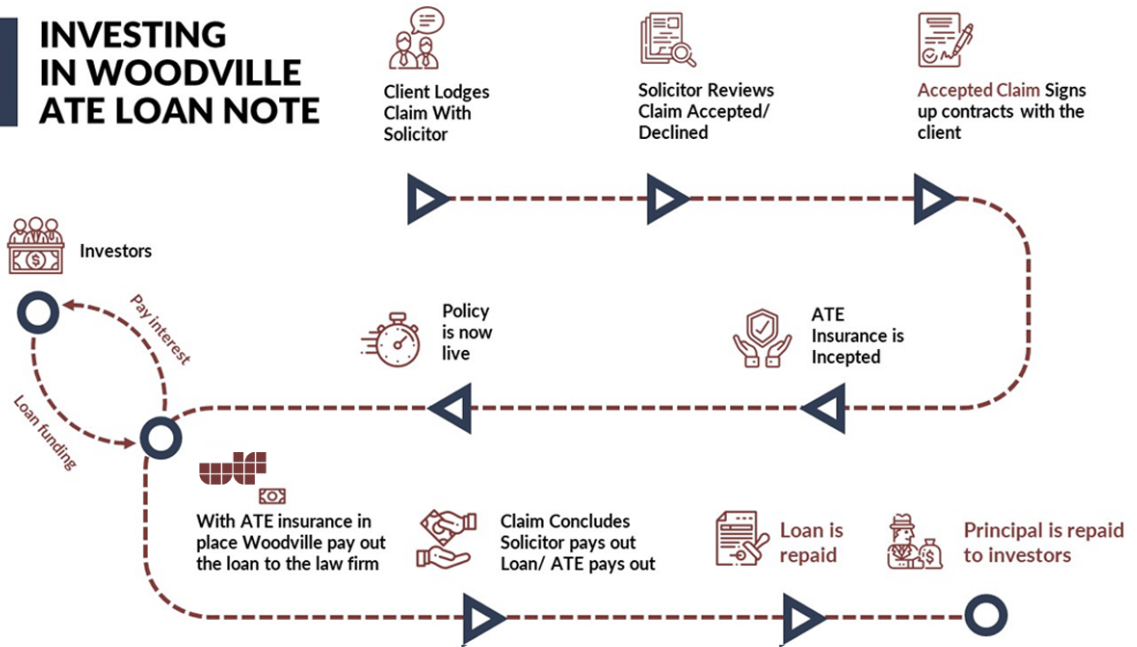 INVESTING
IN WOODVILLE
ATE LOAN NOTE
Client Lodges
Claim With
Solicitor
Solicitor Reviews
Claim Accepted/
Declined
Accepted Claim Signs
up contracts with the
client
Investors
Pay interest
Loan funding
Policy
is now
live
ATE
Insurance is
Incepted
wtf
With ATE insurance in
place Woodville pay out
the loan to the law firm
Claim Concludes
Solicitor pays out
Loan/ ATE pays out
Loan is
repaid
Principal is repaid
to investors